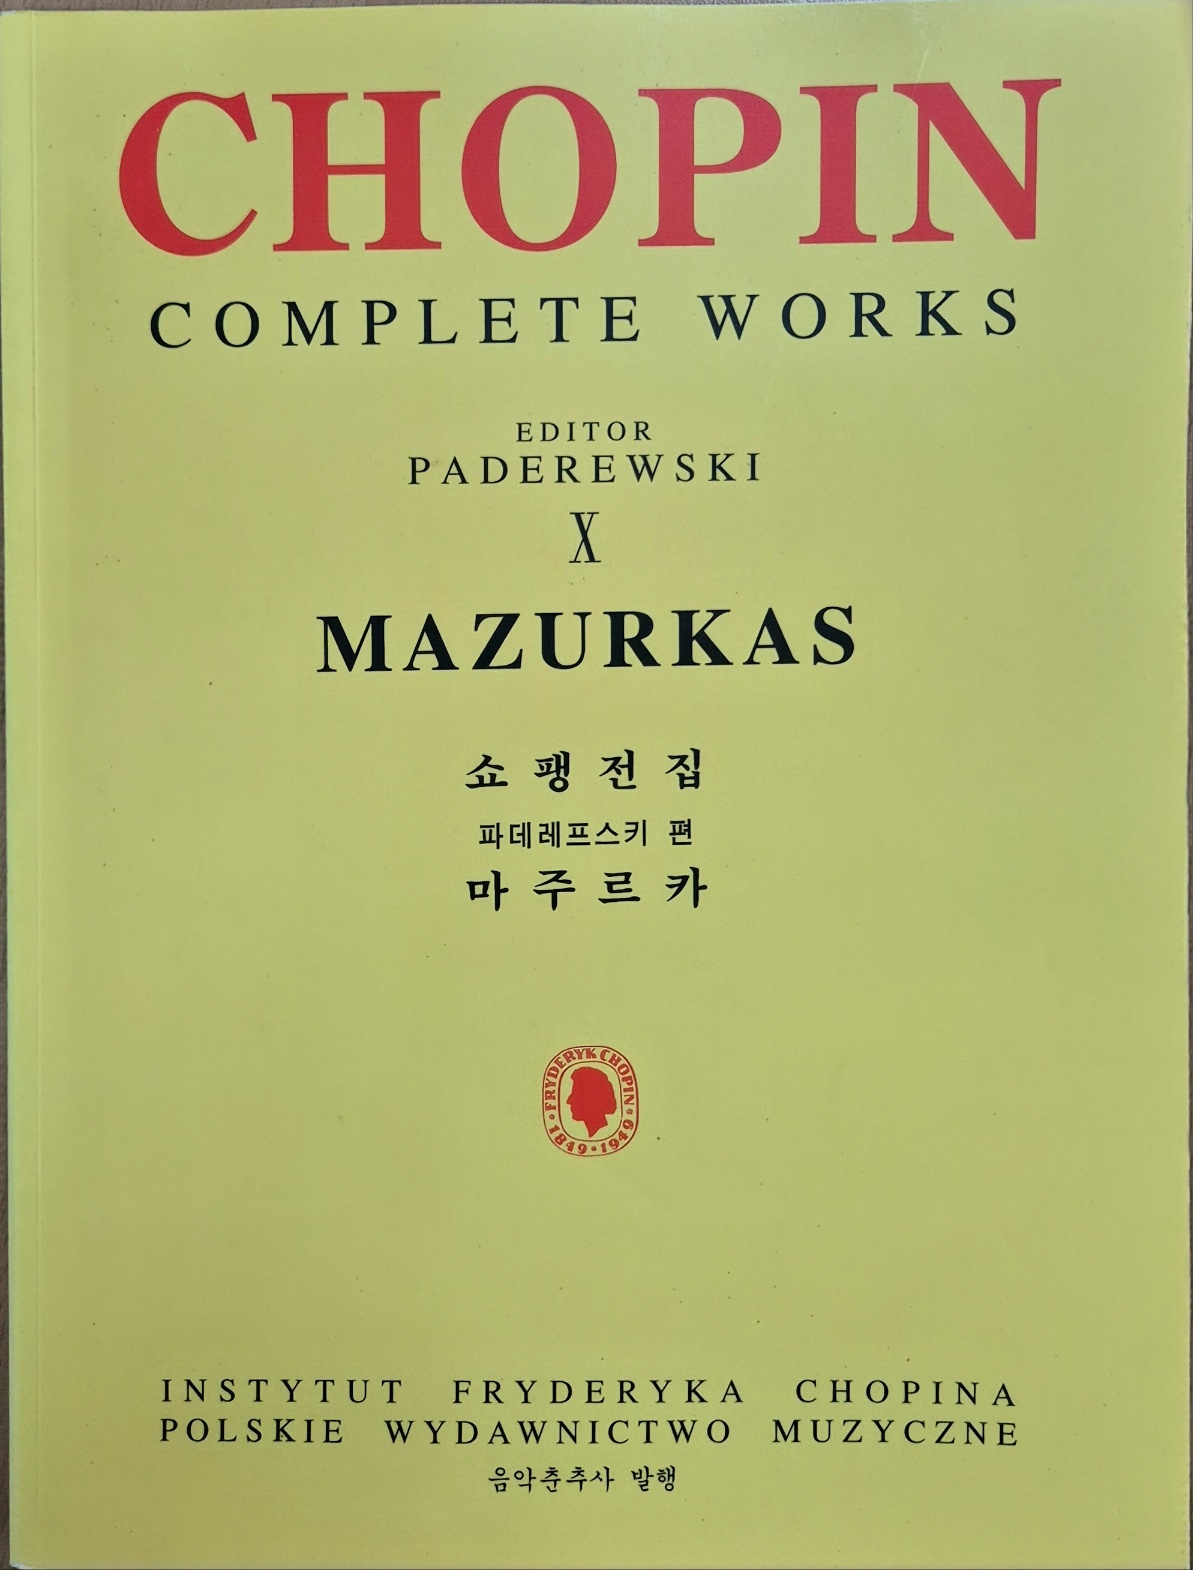 CHOPIN
COMPLETE WORKS
EDITOR
PADEREWSKI
X
MAZURKAS
쇼팽전집
파데레프스키 편
마주르카
FRYDERYK CHOPIN
1849 • 1949
INSTYTUT FRYDERYKA CHOPINA
POLSKIE WYDAWNICTWO MUZYCZNE
음악춘추사 발행